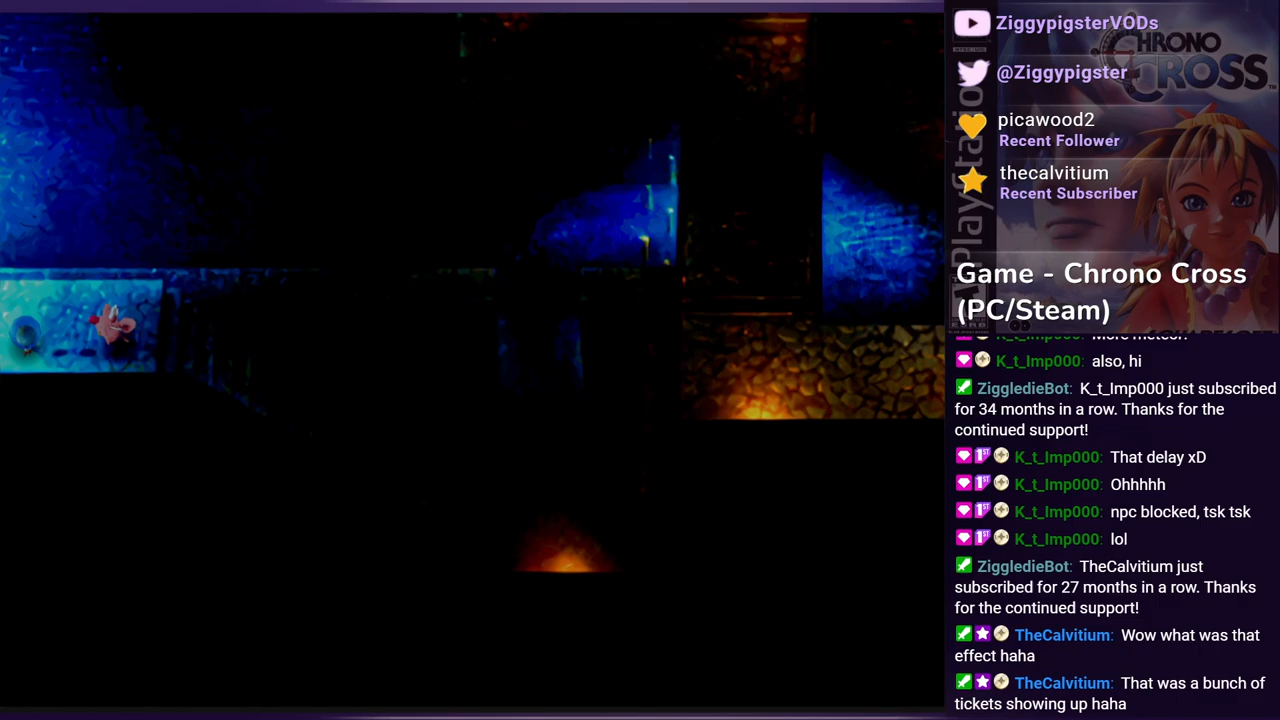 ZiggypigsterVODs
@Ziggypigster
picawood2
Recent Follower
thecalvitium
Recent Subscriber
CHRONO
CROSS
PlayStation
Game - Chrono Cross
(PC/Steam)
K_t_Imp000: also, hi
ZiggledieBot: K_t_Imp000 just subscribed
for 34 months in a row. Thanks for the
continued support!
K_t_Imp000: That delay xD
K_t_Imp000: Ohhhhh
K_t_Imp000: npc blocked, tsk tsk
K_t_Imp000: lol
ZiggledieBot: TheCalvitium just
subscribed for 27 months in a row. Thanks
for the continued support!
TheCalvitium: Wow what was that
effect haha
TheCalvitium: That was a bunch of
tickets showing up haha